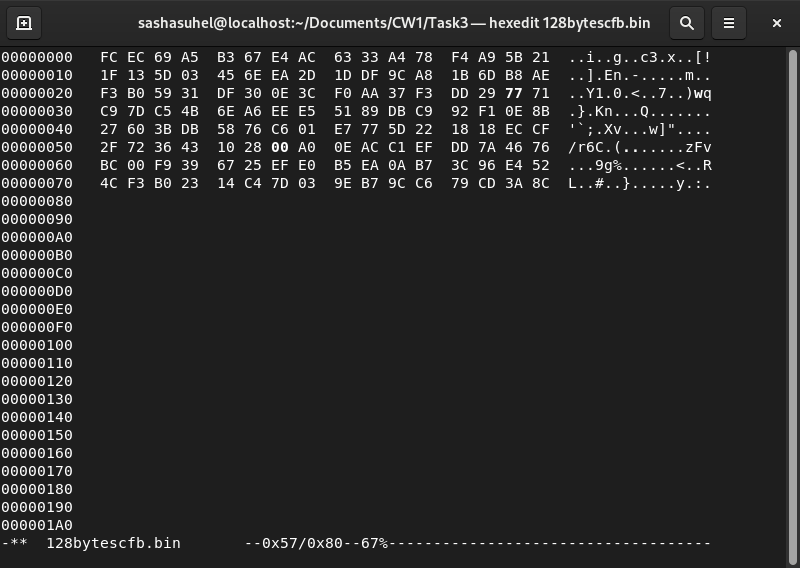 sashasuhel@localhost:~/Documents/CW1/Task3 — hexedit 128bytescfb.bin
00000000 FC EC 69 A5 B3 67 E4 AC 63 33 A4 78 F4 A9 5B 21 ..i..g..c3.x..[!
00000010 1F 13 5D 03 45 6E EA 2D 1D DF 9C A8 1B 6D B8 AE ..].En.-.....m..
00000020 F3 B0 59 31 DF 30 0E 3C F0 AA 37 F3 DD 29 77 71 ..Y1.0.<..7..)wq
00000030 C9 7D C5 4B 6E A6 EE E5 51 89 DB C9 92 F1 0E 8B .}.Kn...Q.......
00000040 27 60 3B DB 58 76 C6 01 E7 77 5D 22 18 18 EC CF '`;.Xv...w]"....
00000050 2F 72 36 43 10 28 00 A0 0E AC C1 EF DD 7A 46 76 /r6C.(.......zFv
00000060 BC 00 F9 39 67 25 EF E0 B5 EA 0A B7 3C 96 E4 52 ...9g%......<..R
00000070 4C F3 B0 23 14 C4 7D 03 9E B7 9C C6 79 CD 3A 8C L..#..}.....y.:.
00000080
00000090
000000A0
000000B0
000000C0
000000D0
000000E0
000000F0
00000100
00000110
00000120
00000130
00000140
00000150
00000160
00000170
00000180
00000190
000001A0
-** 128bytescfb.bin --0x57/0x80--67%------------------------------------